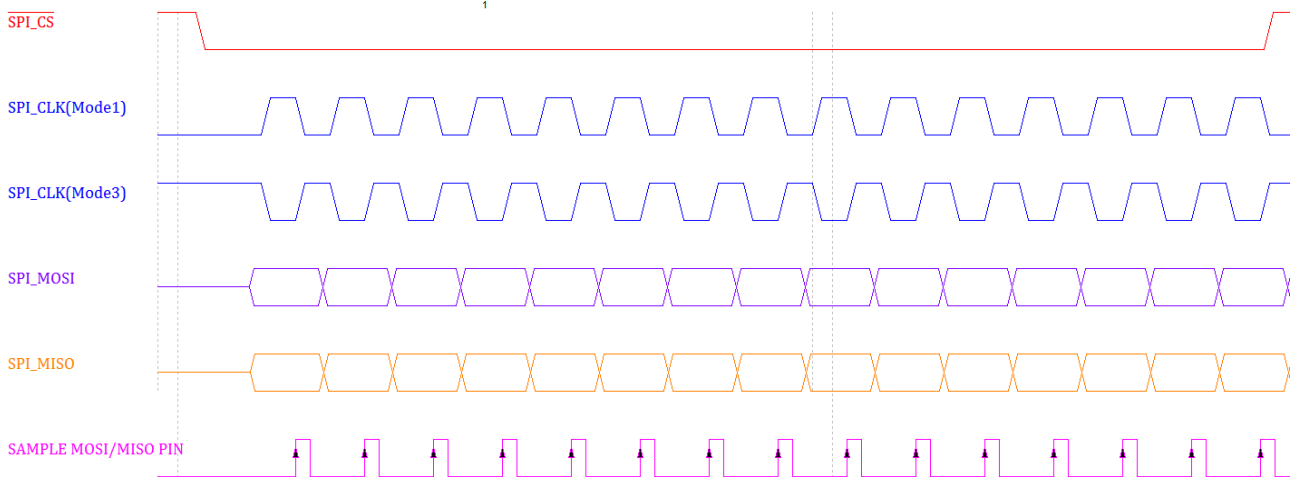 1
SPI_CS
SPI_CLK(Mode1)
SPI_CLK(Mode3)
SPI_MOSI
SPI_MISO
SAMPLE MOSI/MISO PIN